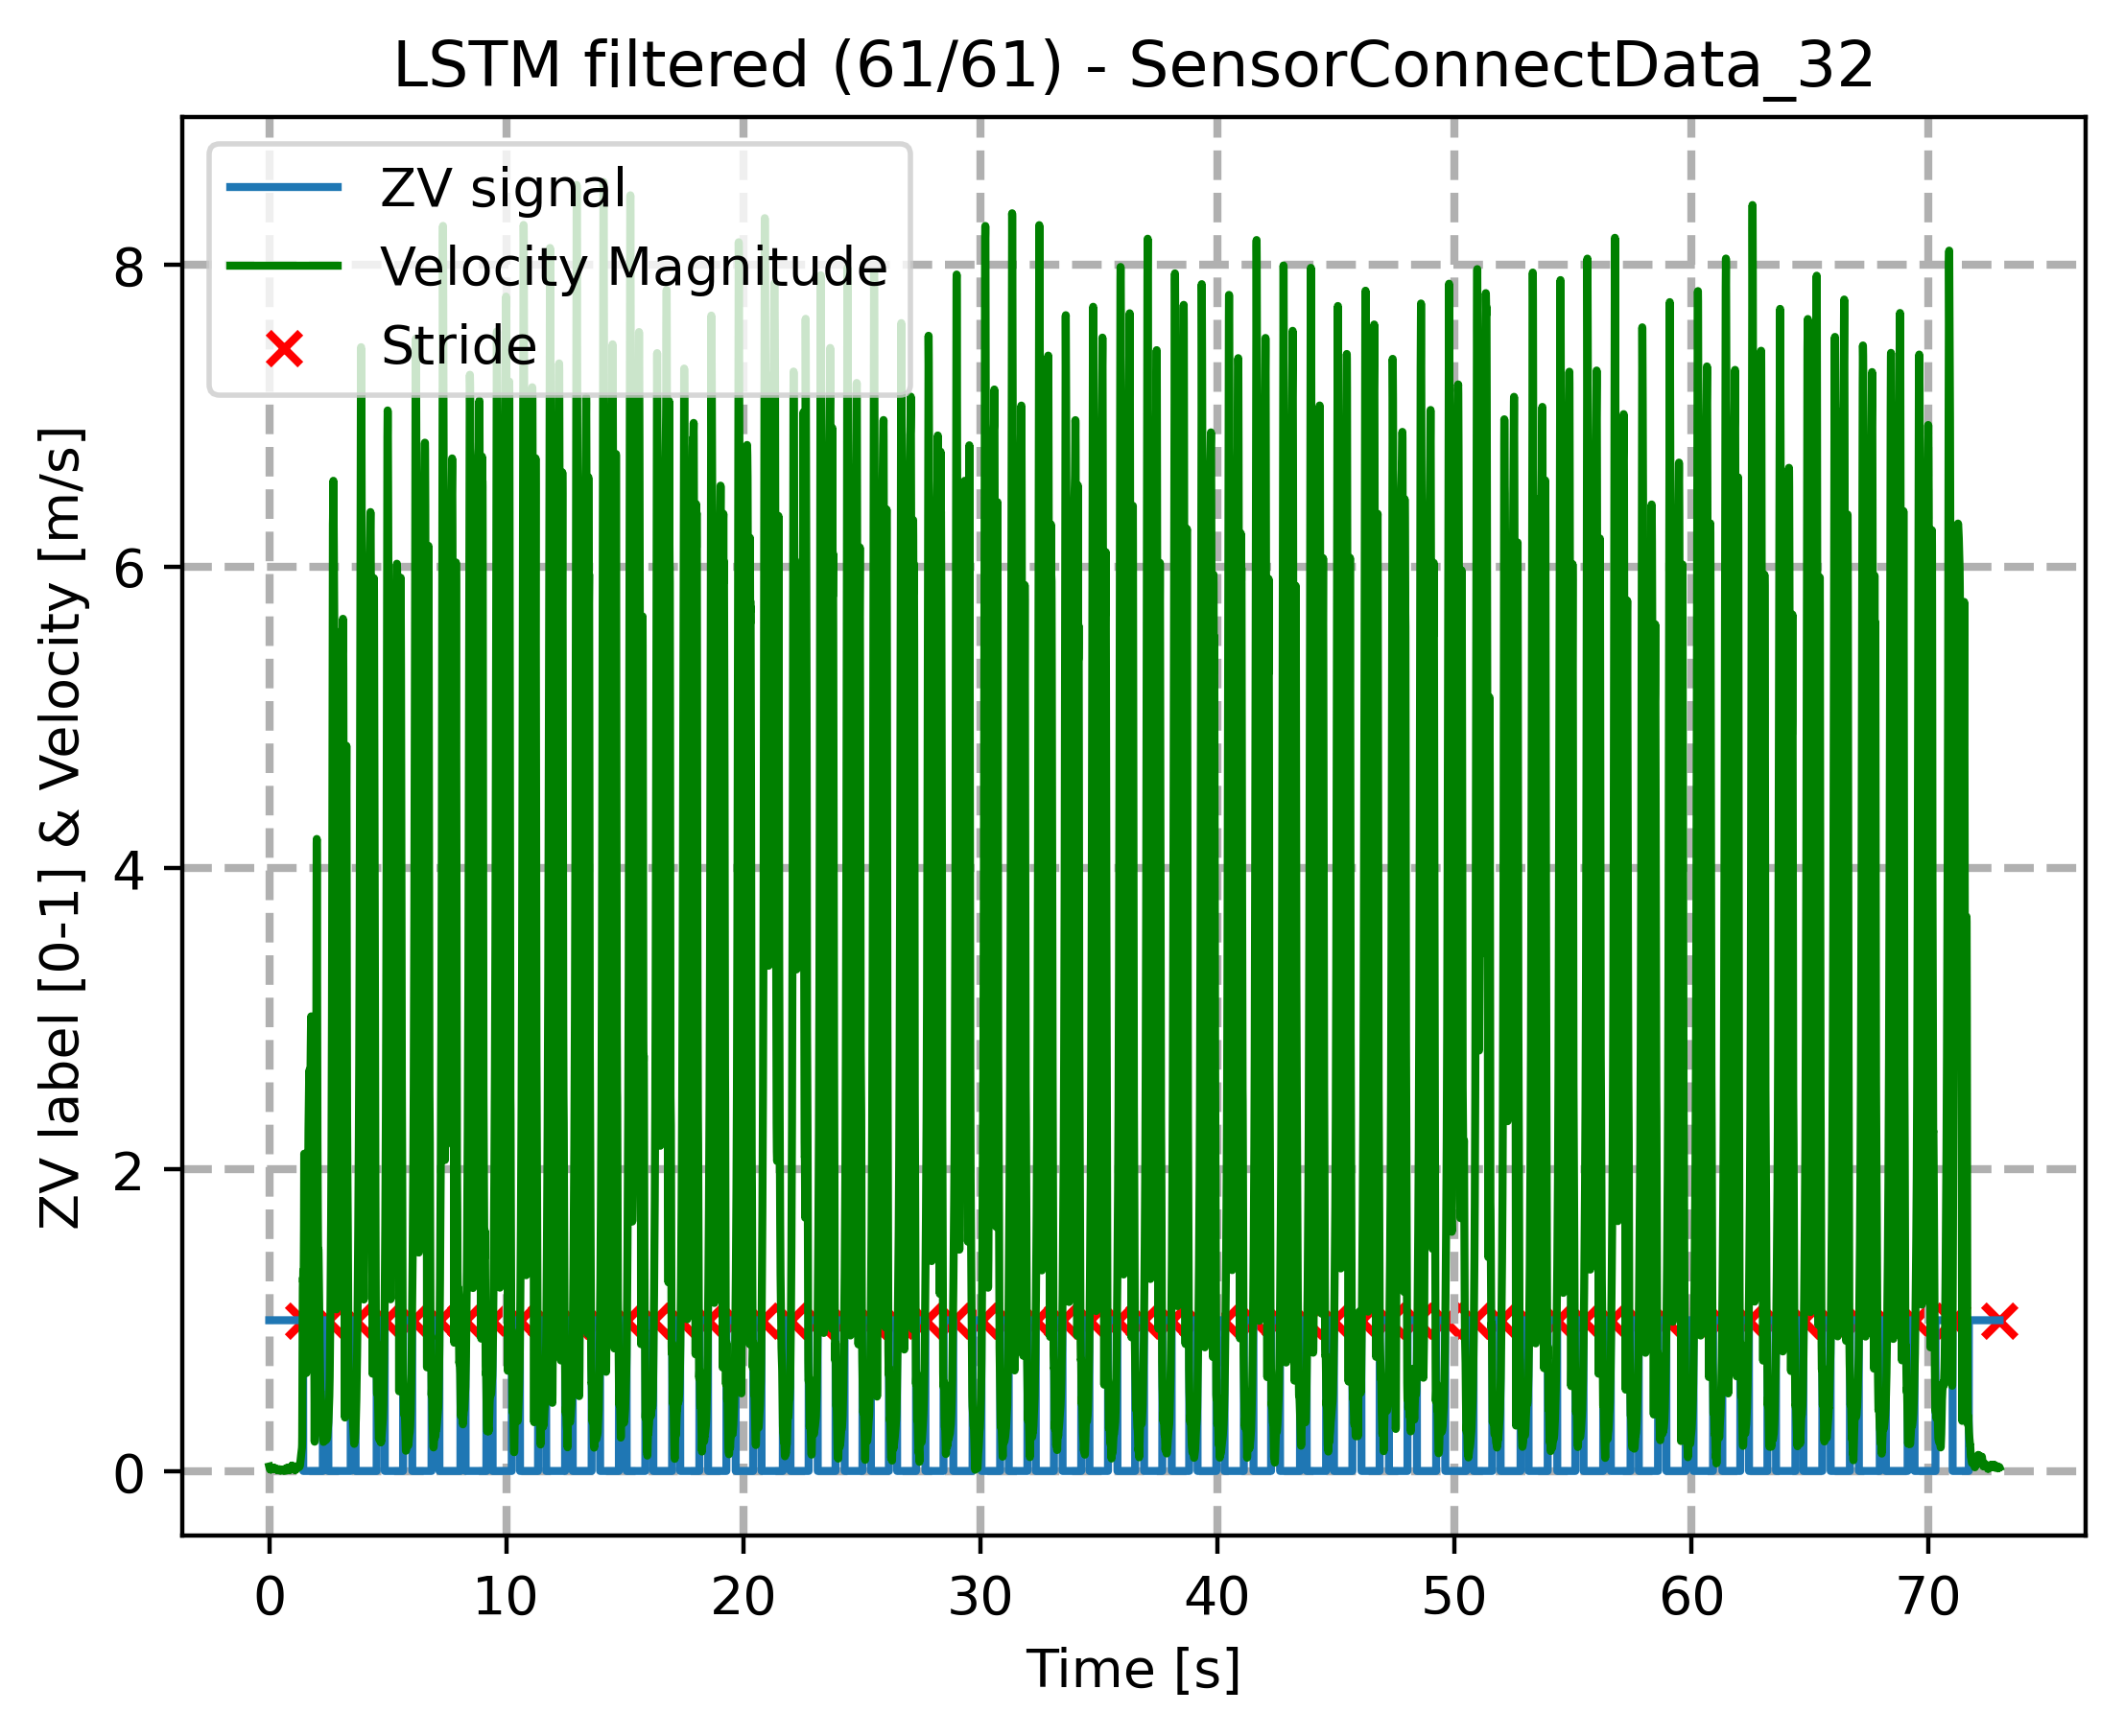 LSTM filtered (61/61) - SensorConnectData_32
ZV signal
Velocity Magnitude
Stride
ZV label [0-1] & Velocity [m/s]
8
6
4
2
0
0 10 20 30 40 50 60 70
Time [s]